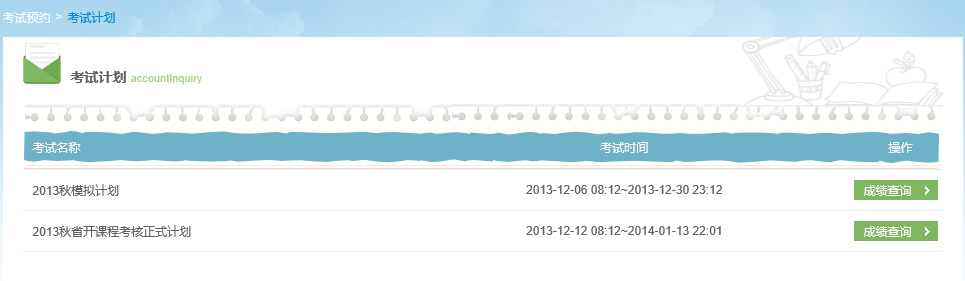 考试预约 > 考试计划
考试计划 accountInquiry
考试名称 考试时间 操作
2013秋模拟计划 2013-12-06 08:12~2013-12-30 23:12 成绩查询
2013秋省开课程考核正式计划 2013-12-12 08:12~2014-01-13 22:01 成绩查询